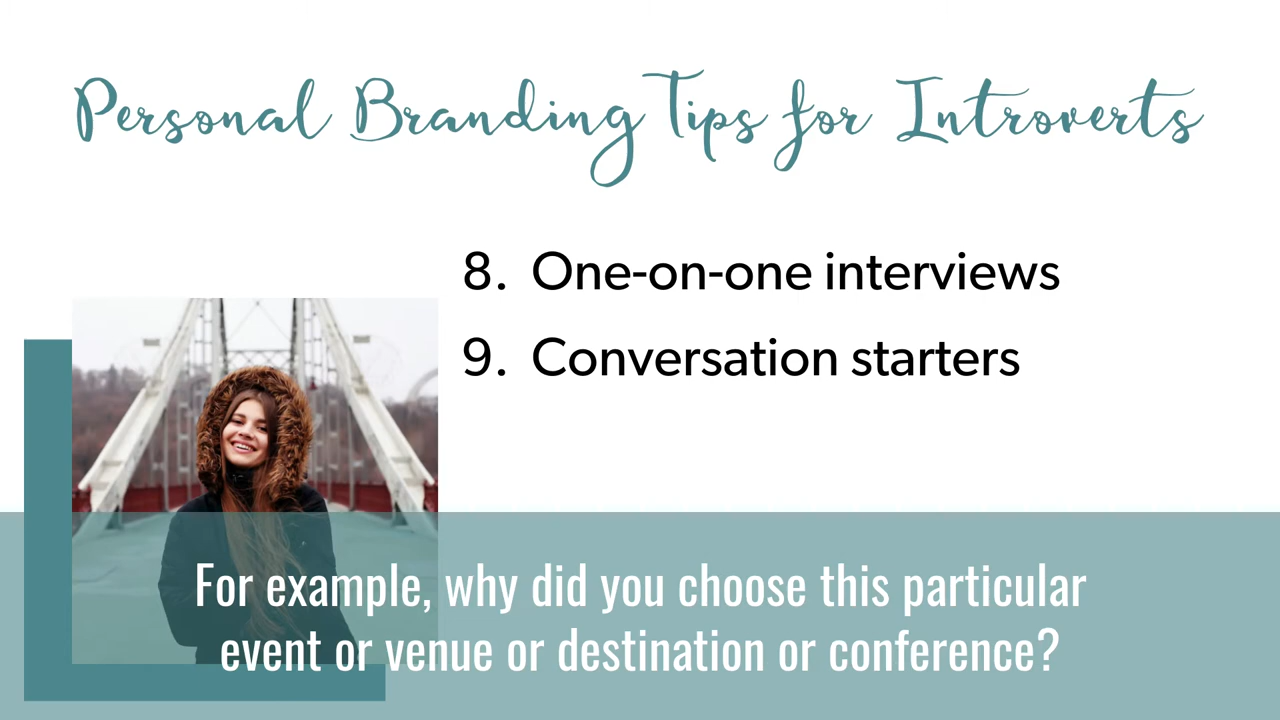 Personal Branding Tips for Introverts
8. One-on-one interviews
9. Conversation starters
For example, why did you choose this particular
event or venue or destination or conference?